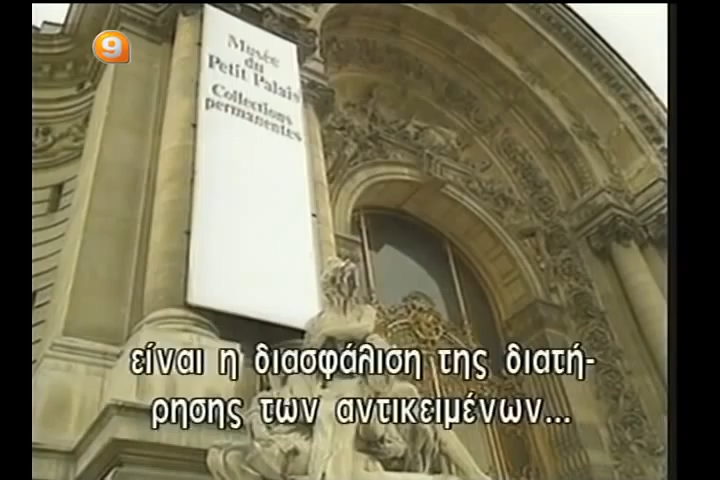 9
Musée
du
Petit Palais
Collections
permanentes
είναι η διασφάλιση της διατή-
ρησης των αντικειμένων...